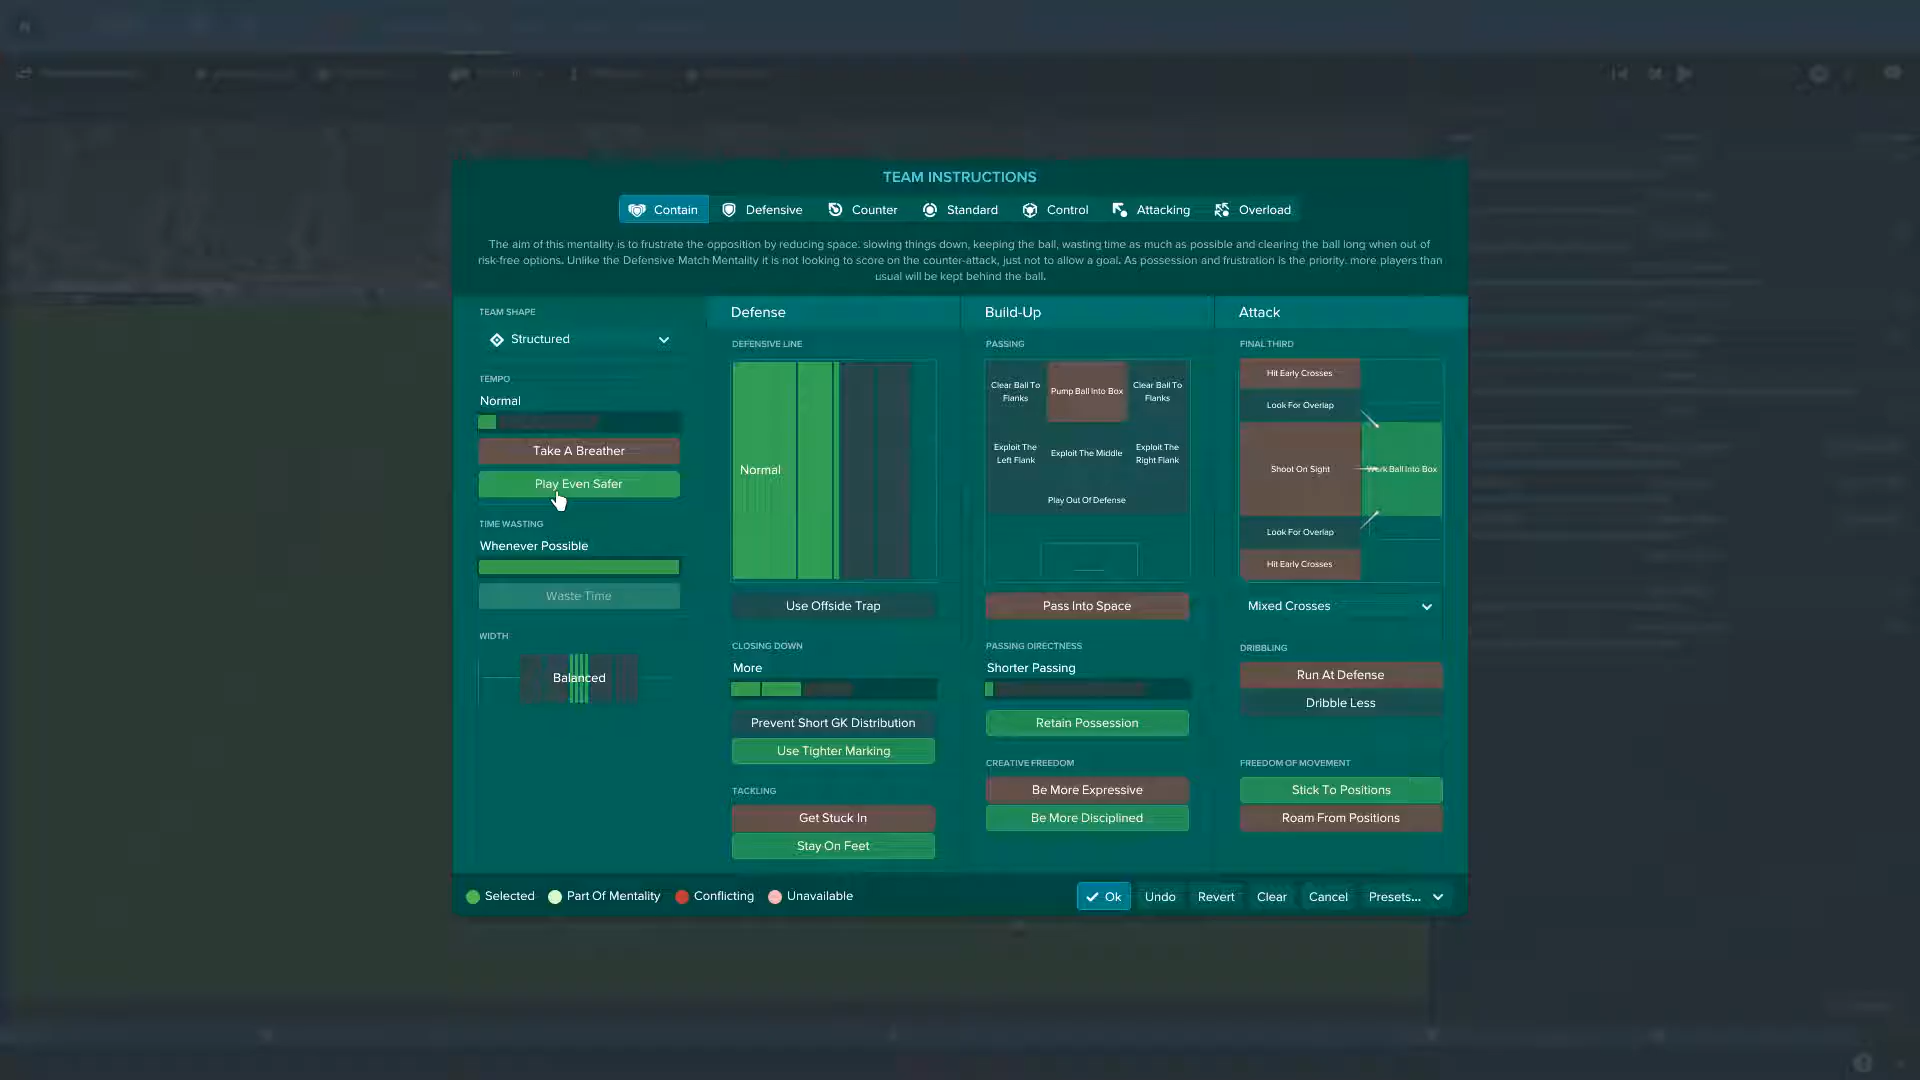 TEAM INSTRUCTIONS
Contain Defensive Counter Standard Control Attacking Overload
The aim of this mentality is to frustrate the opposition by reducing space. slowing things down, keeping the ball, wasting time as much as possible and clearing the ball long when out of
risk-free options. Unlike the Defensive Match Mentality it is not looking to score on the counter-attack, just not to allow a goal. As possession and frustration is the priority. more players than
usual will be kept behind the ball.
TEAM SHAPE
Structured
TEMPO
Normal
Take A Breather
Play Even Safer
TIME WASTING
Whenever Possible
Waste Time
WIDTH
Balanced
Defense
DEFENSIVE LINE
Normal
Use Offside Trap
CLOSING DOWN
More
Prevent Short GK Distribution
Use Tighter Marking
TACKLING
Get Stuck In
Stay On Feet
Build-Up
PASSING
Clear Ball To
Flanks
Pump Ball Into Box
Clear Ball To
Flanks
Exploit The
Left Flank
Exploit The Middle
Exploit The
Right Flank
Play Out Of Defense
Pass Into Space
PASSING DIRECTNESS
Shorter Passing
Retain Possession
CREATIVE FREEDOM
Be More Expressive
Be More Disciplined
Attack
FINAL THIRD
Hit Early Crosses
Look For Overlap
Shoot On Sight
Work Ball Into Box
Look For Overlap
Hit Early Crosses
Mixed Crosses
DRIBBLING
Run At Defense
Dribble Less
FREEDOM OF MOVEMENT
Stick To Positions
Roam From Positions
Selected Part Of Mentality Conflicting Unavailable
Ok Undo Revert Clear Cancel Presets...